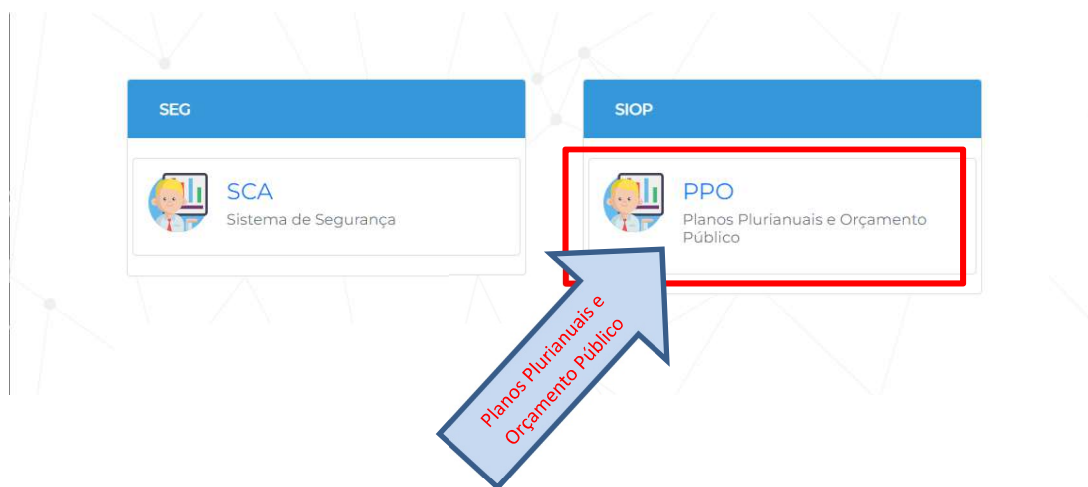 SEG
SCA
Sistema de Segurança
SIOP
PPO
Planos Plurianuais e Orçamento
Público
Planos Plurianuais e
Orçamento Público